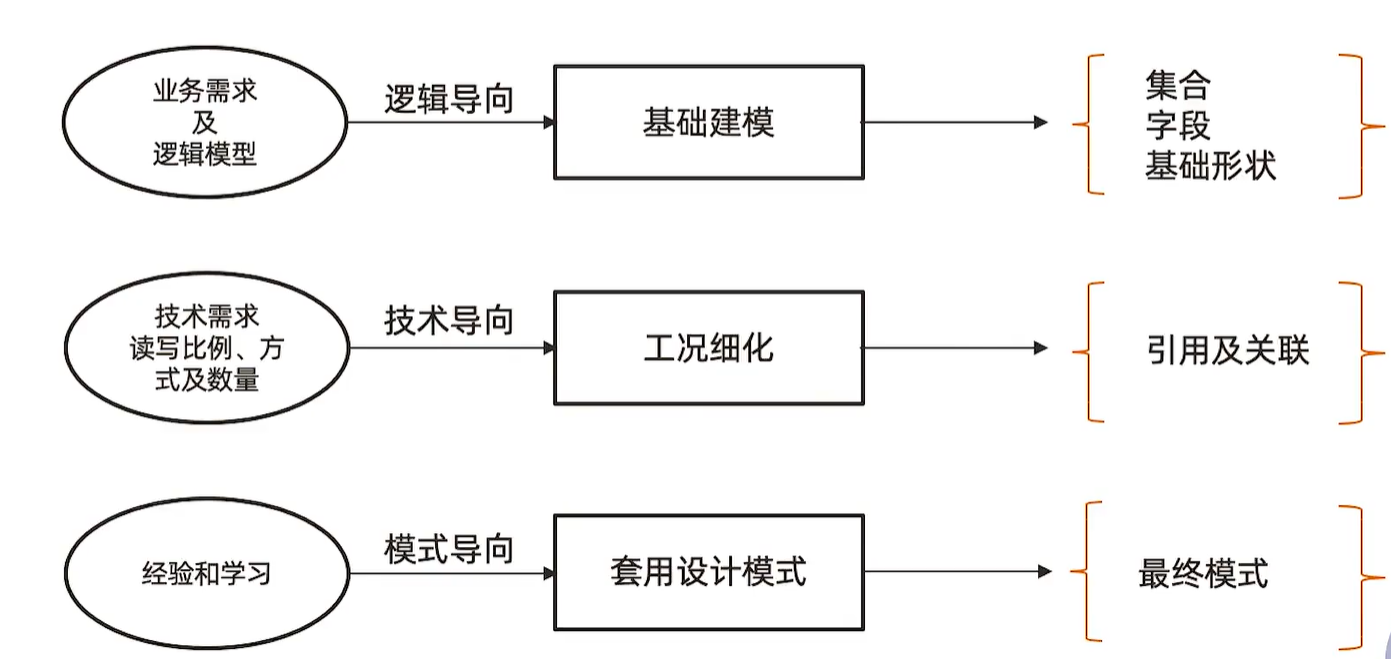 业务需求
及
逻辑模型
逻辑导向
基础建模
集合
字段
基础形状
技术需求
读写比例、方
式及数量
技术导向
工况细化
引用及关联
经验和学习
模式导向
套用设计模式
最终模式